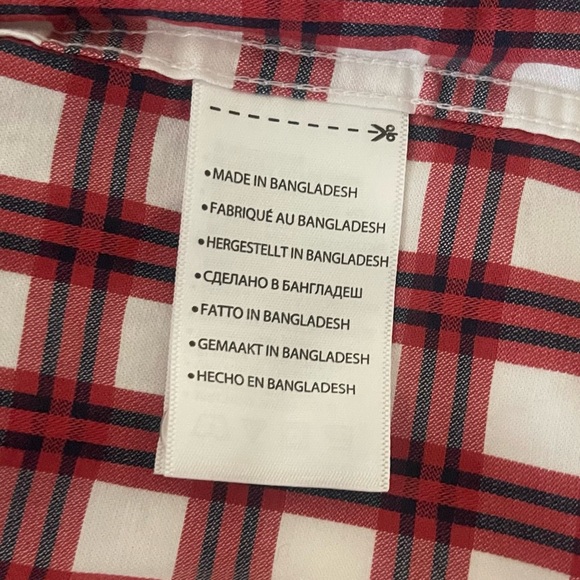 •MADE IN BANGLADESH
•FABRIQUÉ AU BANGLADESH
•HERGESTELLT IN BANGLADESH
•СДЕЛАНО В БАНГЛАДЕШ
•FATTO IN BANGLADESH
•GEMAAKT IN BANGLADESH
•HECHO EN BANGLADESH